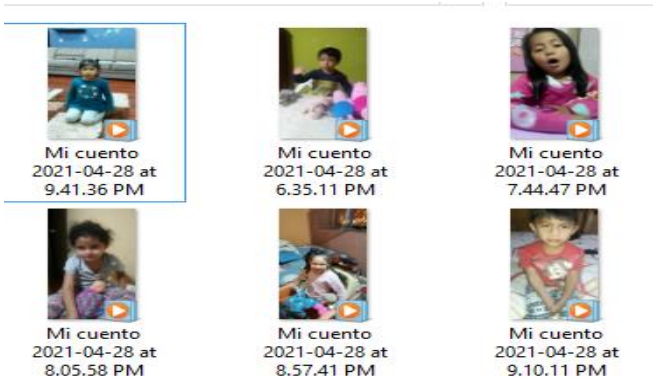 Mi cuento
2021-04-28 at
9.41.36 PM
Mi cuento
2021-04-28 at
6.35.11 PM
Mi cuento
2021-04-28 at
7.44.47 PM
Mi cuento
2021-04-28 at
8.05.58 PM
Mi cuento
2021-04-28 at
8.57.41 PM
Mi cuento
2021-04-28 at
9.10.11 PM